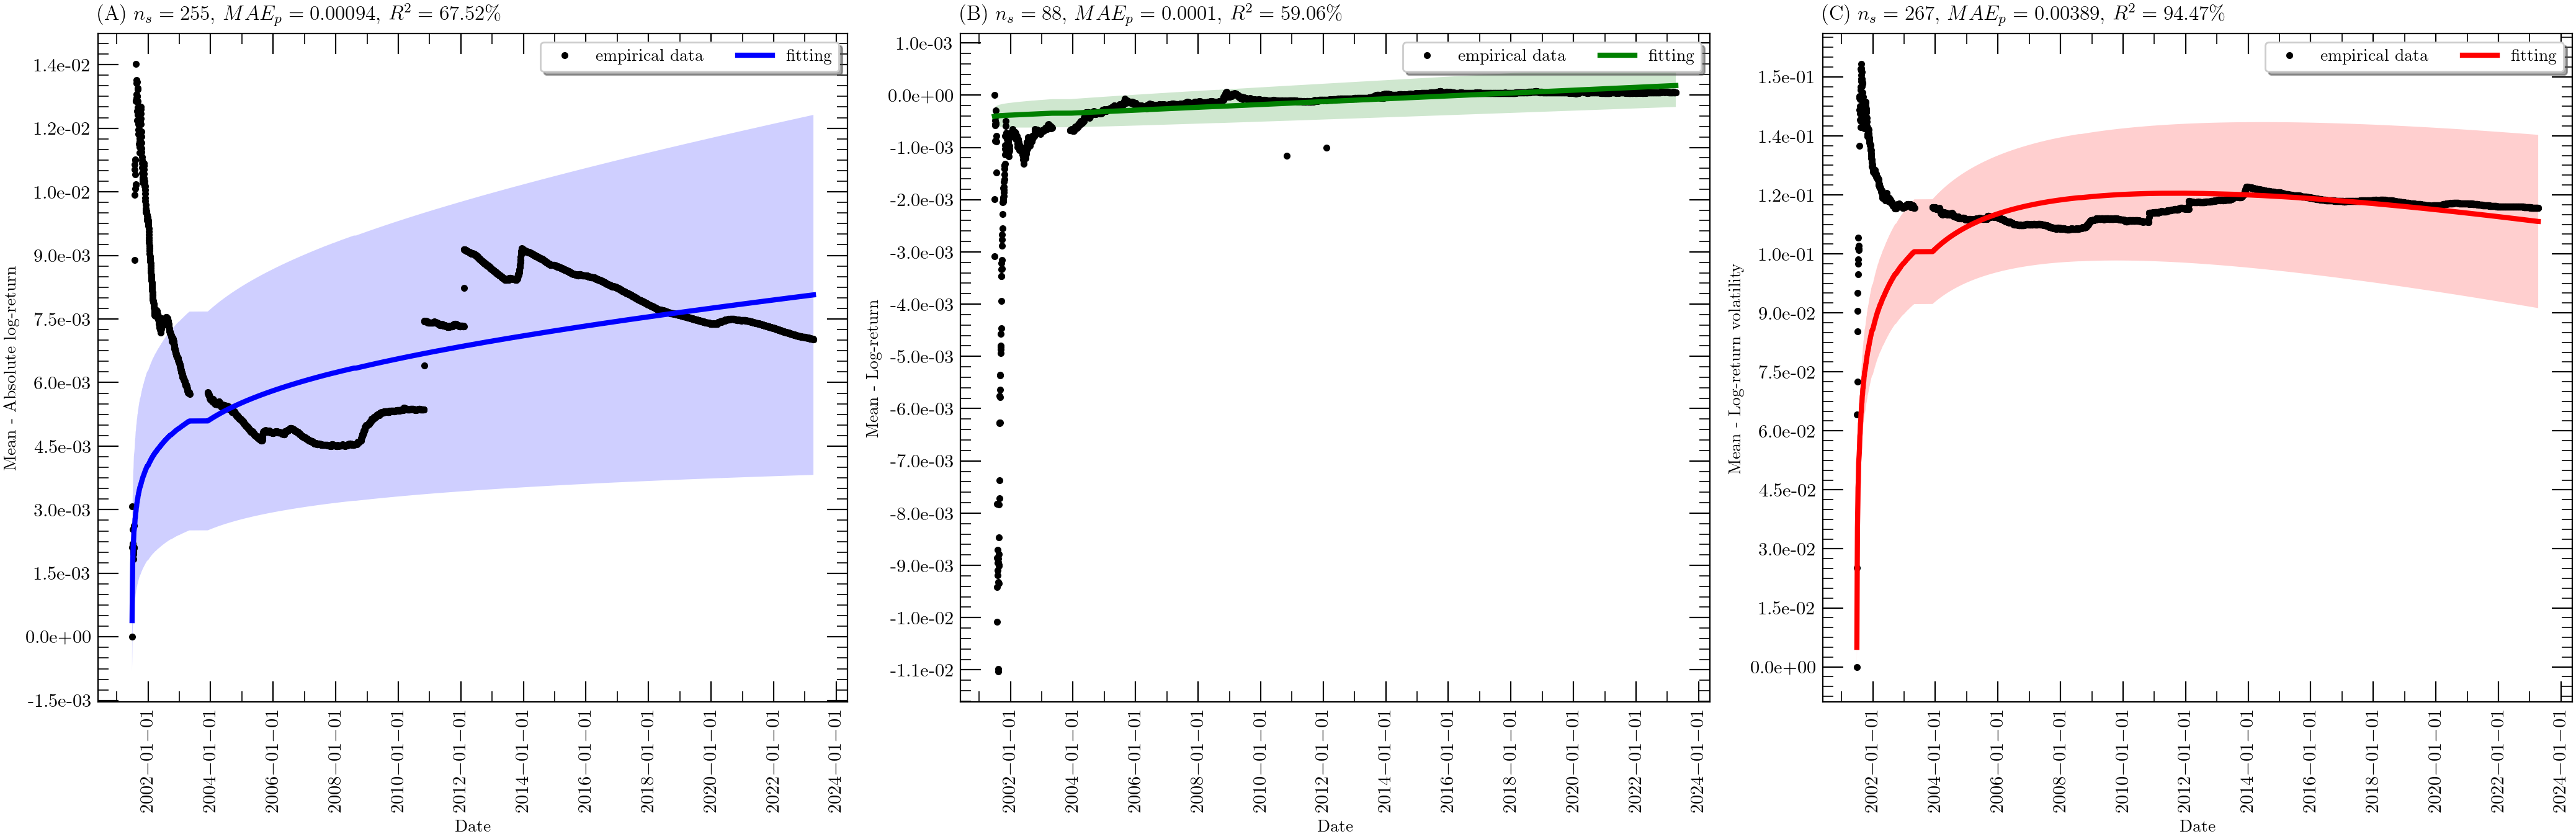 (A) n_s = 255, MAE_p = 0.00094, R² = 67.52%
empirical data
fitting
Mean - Absolute log-return
1.4e-02
1.2e-02
1.0e-02
9.0e-03
7.5e-03
6.0e-03
4.5e-03
3.0e-03
1.5e-03
0.0e+00
-1.5e-03
2002−01−01
2004−01−01
2006−01−01
2008−01−01
2010−01−01
2012−01−01
2014−01−01
2016−01−01
2018−01−01
2020−01−01
2022−01−01
2024−01−01
Date
(B) n_s = 88, MAE_p = 0.0001, R² = 59.06%
empirical data
fitting
Mean - Log-return
1.0e-03
0.0e+00
-1.0e-03
-2.0e-03
-3.0e-03
-4.0e-03
-5.0e-03
-6.0e-03
-7.0e-03
-8.0e-03
-9.0e-03
-1.0e-02
-1.1e-02
2002−01−01
2004−01−01
2006−01−01
2008−01−01
2010−01−01
2012−01−01
2014−01−01
2016−01−01
2018−01−01
2020−01−01
2022−01−01
2024−01−01
Date
(C) n_s = 267, MAE_p = 0.00389, R² = 94.47%
empirical data
fitting
Mean - Log-return volatility
1.5e-01
1.4e-01
1.2e-01
1.0e-01
9.0e-02
7.5e-02
6.0e-02
4.5e-02
3.0e-02
1.5e-02
0.0e+00
2002−01−01
2004−01−01
2006−01−01
2008−01−01
2010−01−01
2012−01−01
2014−01−01
2016−01−01
2018−01−01
2020−01−01
2022−01−01
2024−01−01
Date